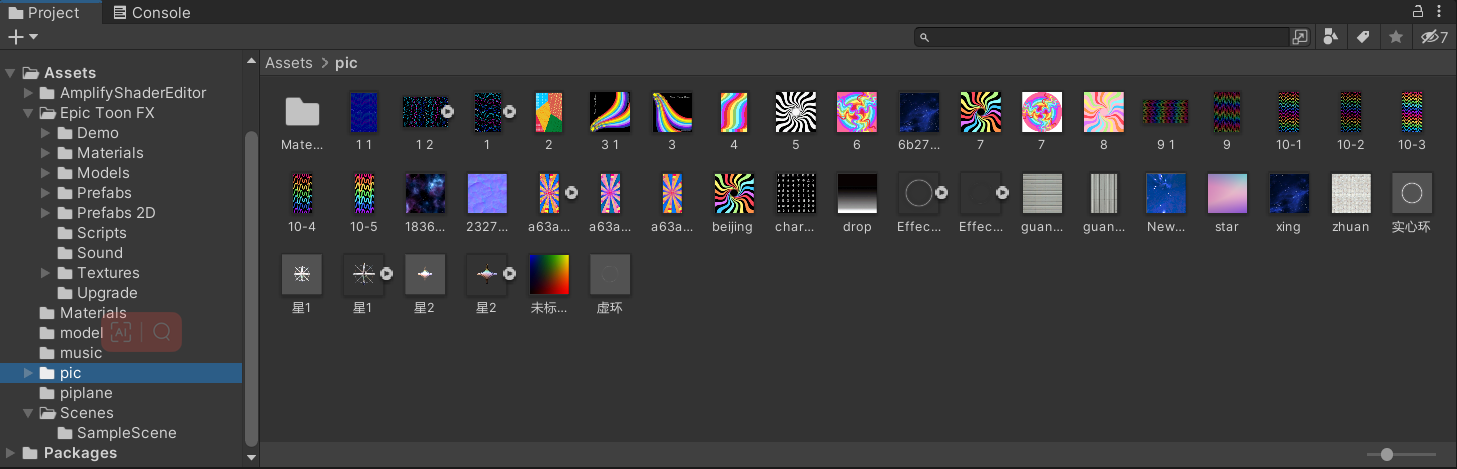 Project
Console
7
Assets
AmplifyShaderEditor
Epic Toon FX
Demo
Materials
Models
Prefabs
Prefabs 2D
Scripts
Sound
Textures
Upgrade
Materials
model
music
pic
piplane
Scenes
SampleScene
Packages
Assets > pic
Mate... 1 1 1 2 1 2 3 1 3 4 5 6 6b27... 7 7 8 9 1 9 10-1 10-2 10-3
10-4 10-5 1836... 2327... a63a... a63a... a63a... beijing char... drop Effec... Effec... guan... guan... New... star xing zhuan 实心环
星1 星1 星2 星2 未标... 虚环
AI